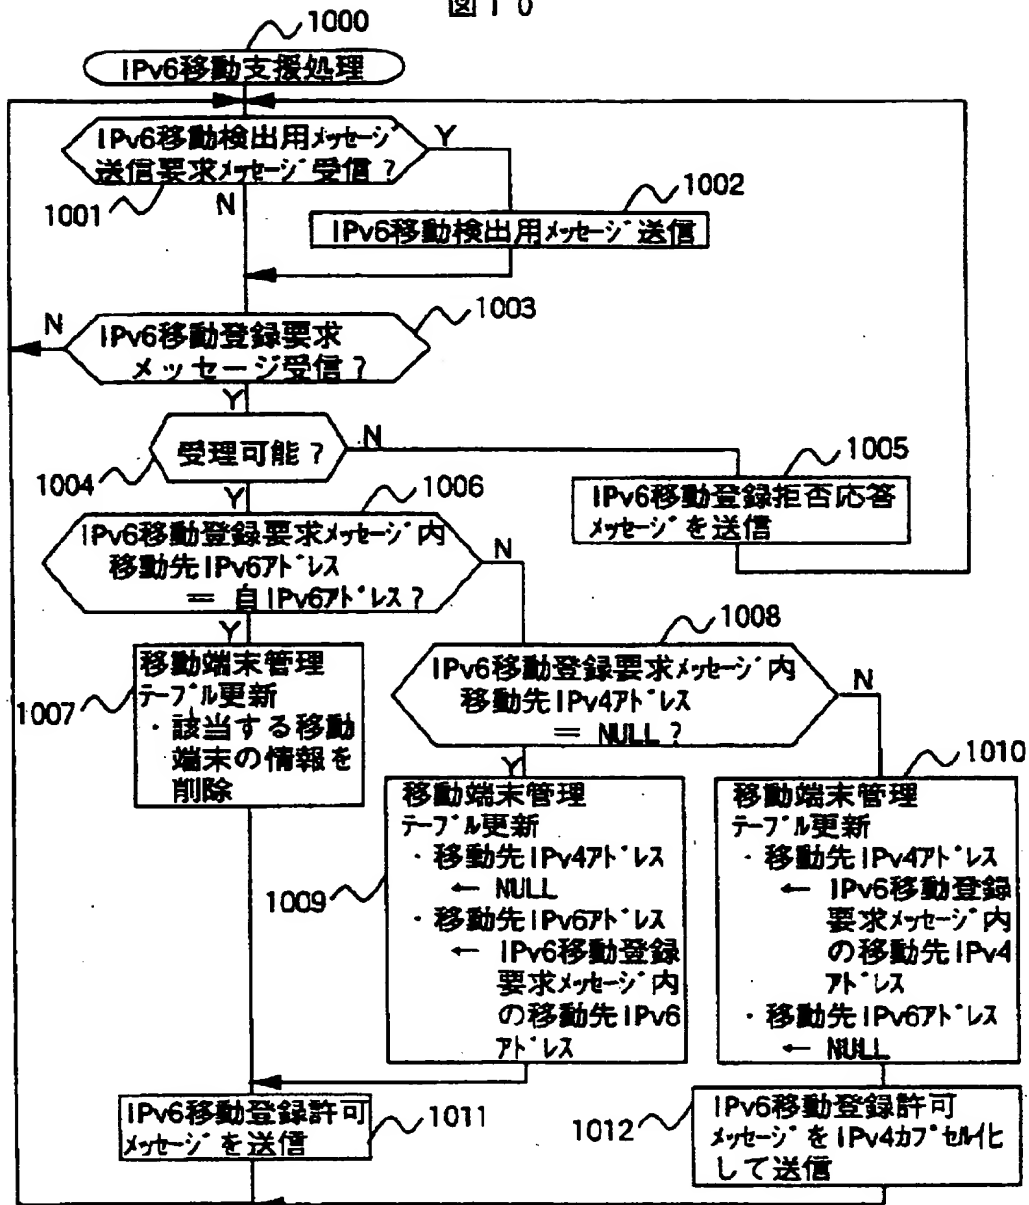 図10
1000
IPv6移動支援処理
IPv6移動検出用メッセージ
送信要求メッセージ受信?
Y
1001
N
1002
IPv6移動検出用メッセージ送信
1003
N
IPv6移動登録要求
メッセージ受信?
Y
受理可能?
N
1004
Y
1005
IPv6移動登録拒否応答
メッセージを送信
1006
IPv6移動登録要求メッセージ内
移動先IPv6アドレス
= 自IPv6アドレス?
N
Y
1007
移動端末管理
テーブル更新
・該当する移動
端末の情報を
削除
1008
IPv6移動登録要求メッセージ内
移動先IPv4アドレス
= NULL?
N
Y
1009
移動端末管理
テーブル更新
・移動先IPv4アドレス
← NULL
・移動先IPv6アドレス
← IPv6移動登録
要求メッセージ内
の移動先IPv6
アドレス
1010
移動端末管理
テーブル更新
・移動先IPv4アドレス
← IPv6移動登録
要求メッセージ内
の移動先IPv4
アドレス
・移動先IPv6アドレス
← NULL
IPv6移動登録許可
メッセージを送信
1011
1012
IPv6移動登録許可
メッセージをIPv4カプセル化
して送信